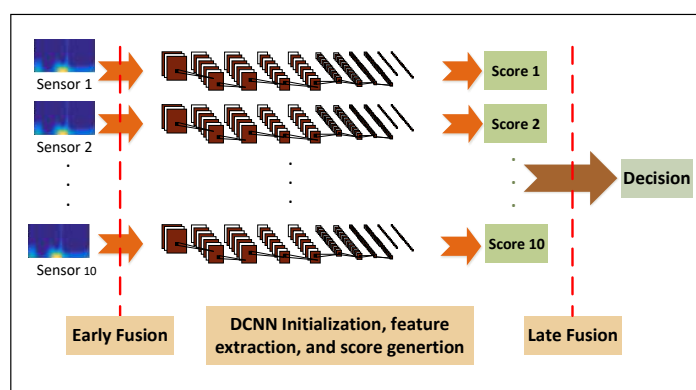 Sensor 1
Score 1
Sensor 2
Score 2
Decision
Sensor 10
Score 10
Early Fusion
DCNN Initialization, feature
extraction, and score genertion
Late Fusion